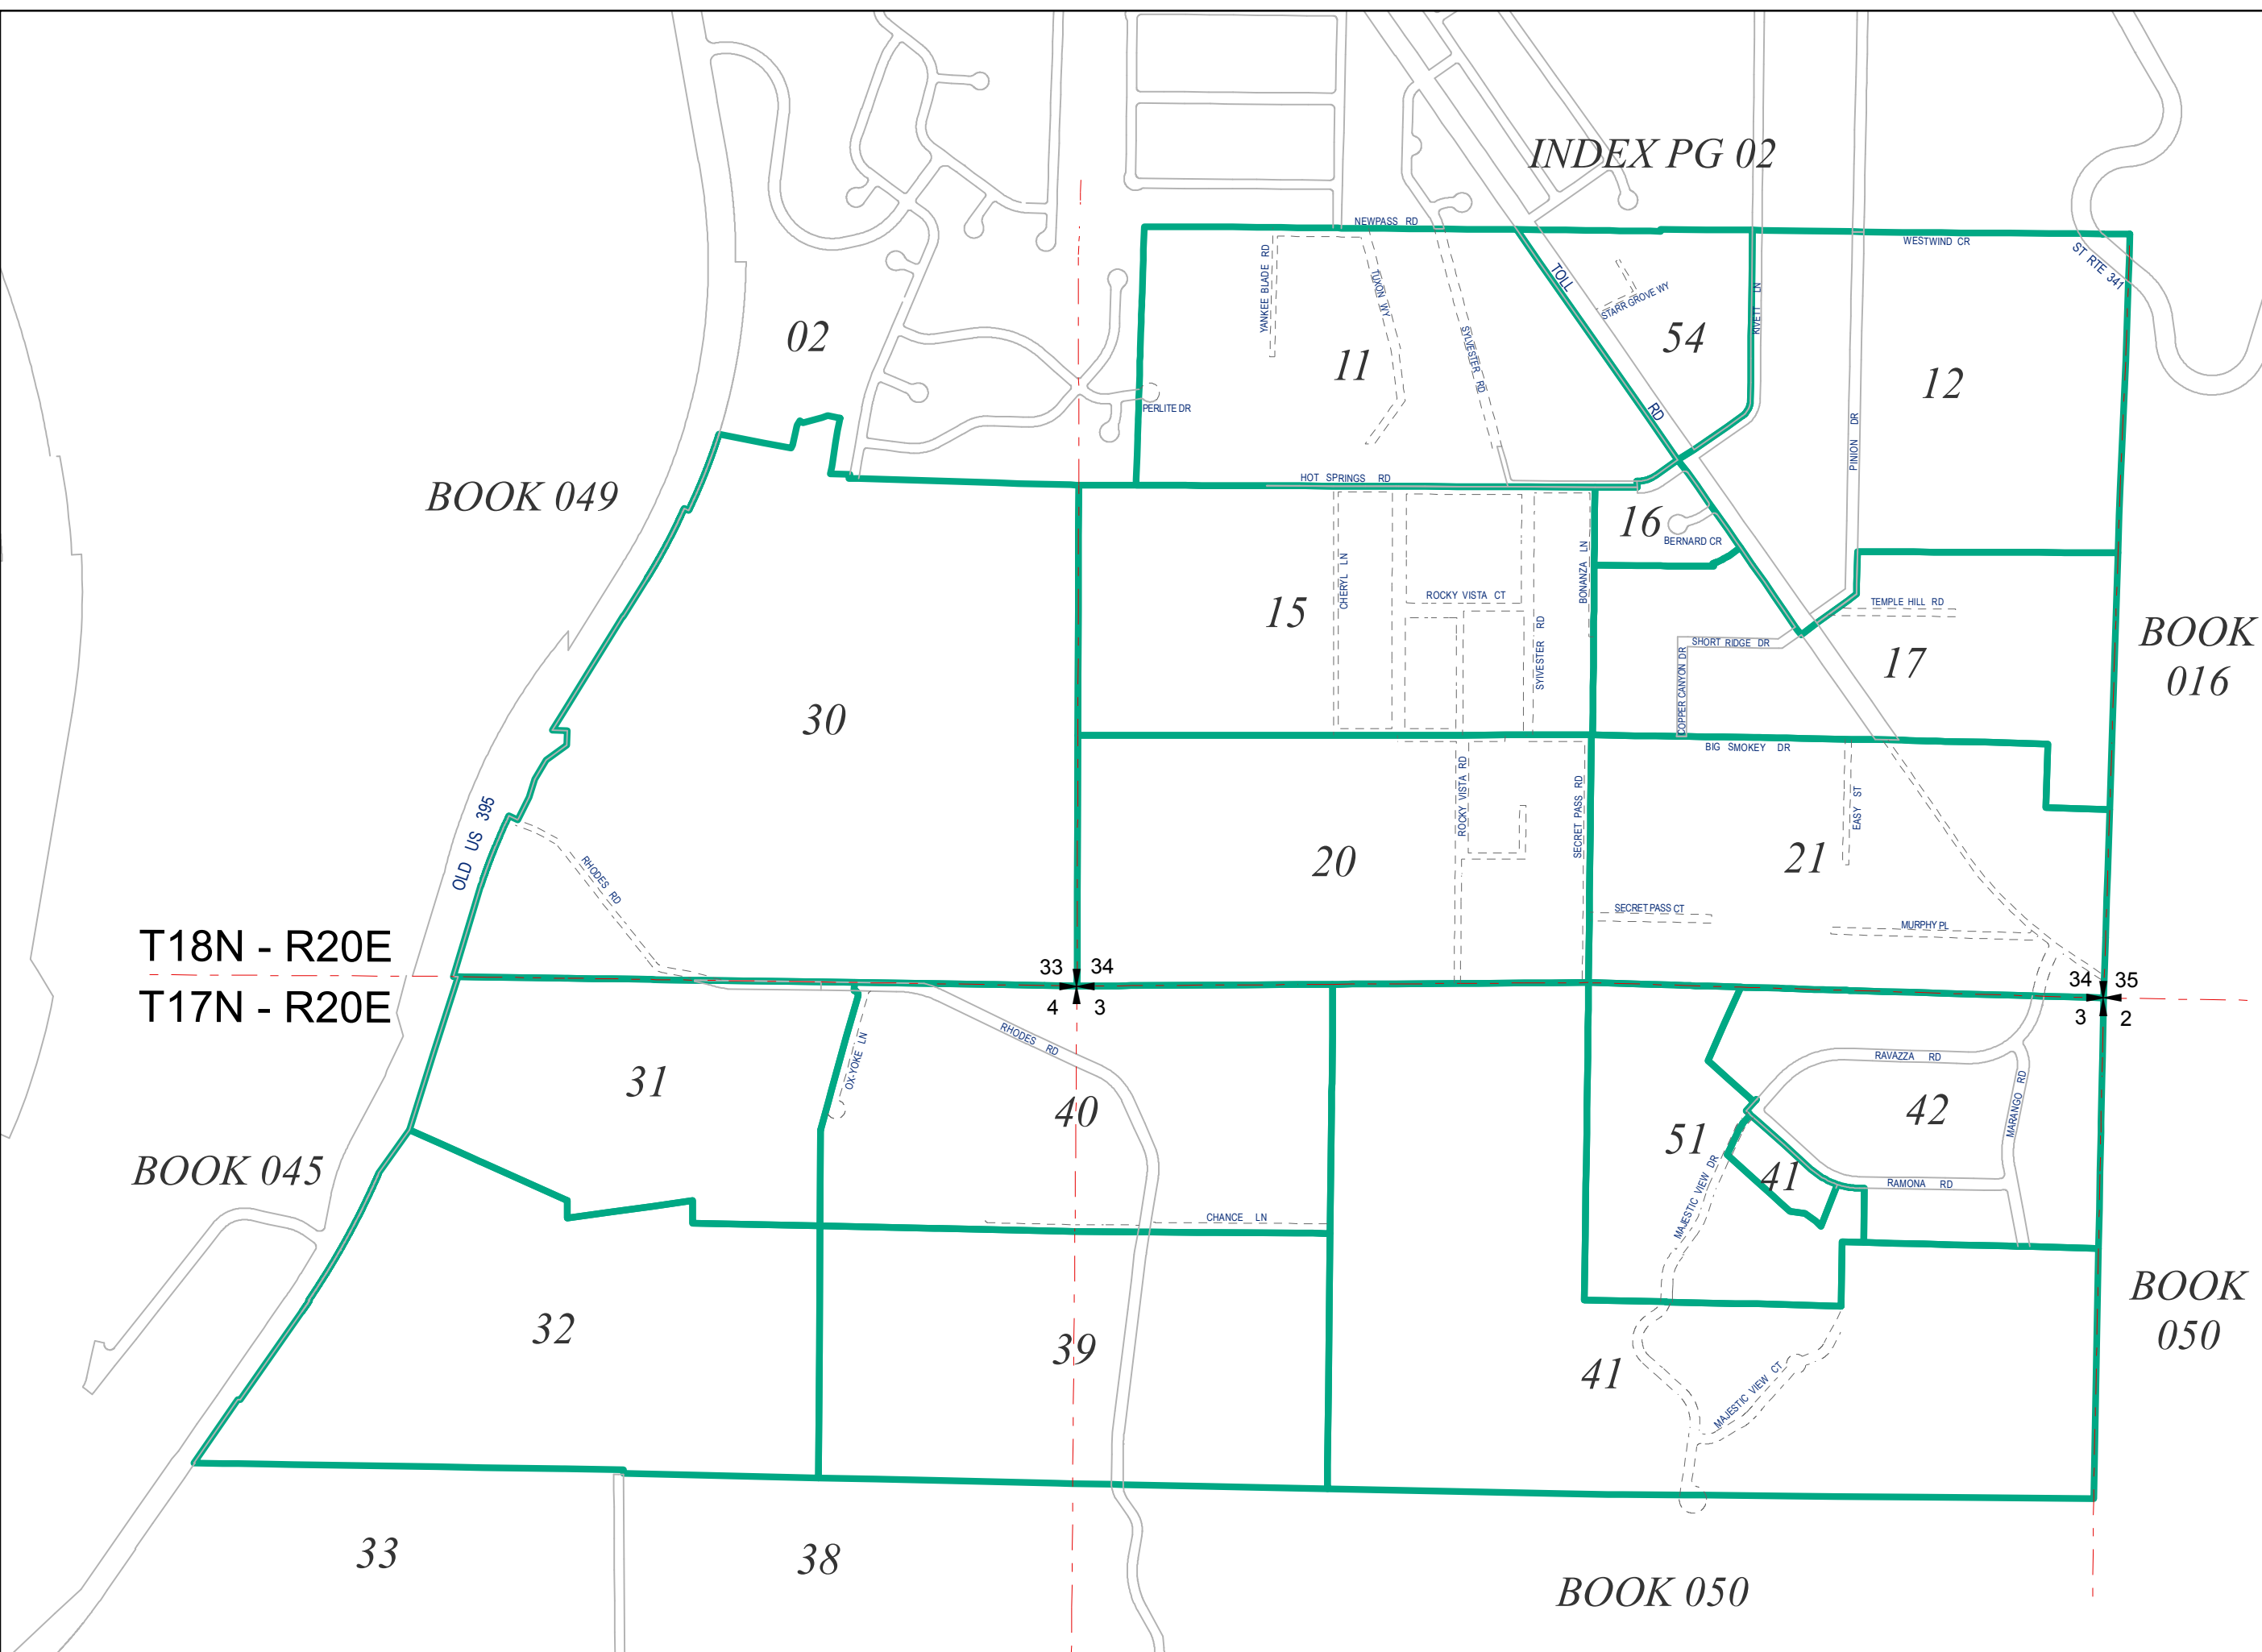 INDEX PG 02
NEWPASS RD
WESTWIND CR
ST RTE 341
YANKEE BLADE RD
TUXON WY
SYLVESTER RD
TOLL
RD
STARR GROVE WY
KIVETT LN
02
11
54
12
PERLITE DR
PINION DR
BOOK 049
HOT SPRINGS RD
16
BERNARD CR
CHERYL LN
BONANZA LN
ROCKY VISTA CT
15
SYIVESTER RD
TEMPLE HILL RD
SHORT RIDGE DR
COPPER CANYON DR
17
BOOK
016
30
BIG SMOKEY DR
ROCKY VISTA RD
SECRET PASS RD
EASY ST
OLD US 395
RHODES RD
20
21
SECRET PASS CT
MURPHY PL
T18N - R20E
33 34
34 35
T17N - R20E
4 3
3 2
OX-YOKE LN
RHODES RD
RAVAZZA RD
MARANGO RD
31
40
42
51
BOOK 045
41
MAJESTIC VIEW DR
RAMONA RD
CHANCE LN
BOOK
050
32
39
41
MAJESTIC VIEW CT
33
38
BOOK 050